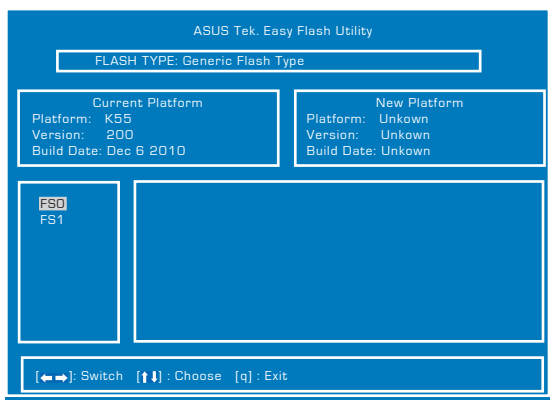 ASUS Tek. Easy Flash Utility
FLASH TYPE: Generic Flash Type
Current Platform
Platform: K55
Version: 200
Build Date: Dec 6 2010
New Platform
Platform: Unkown
Version: Unkown
Build Date: Unkown
FS0
FS1
[←→]: Switch [↑↓] : Choose [q] : Exit